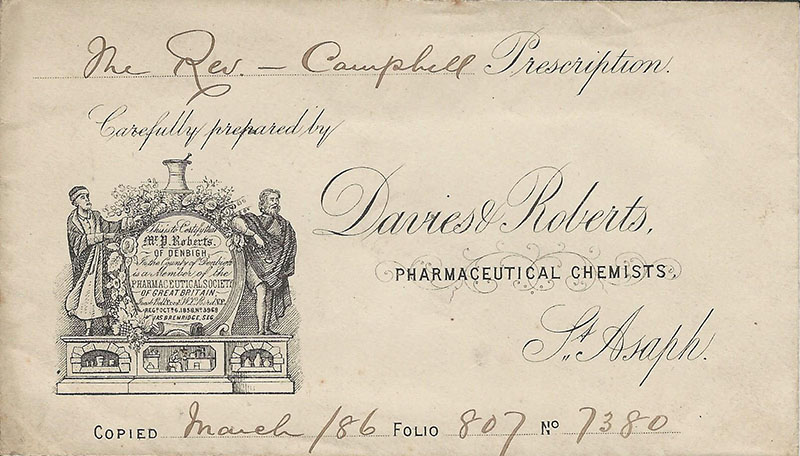 The Rev. – Campbell Prescription.
Carefully prepared by
Davies & Roberts,
PHARMACEUTICAL CHEMISTS,
St. Asaph.
This is to Certify that
Mr. P. Roberts.
OF DENBIGH
In the County of Denbigh
is a Member of the
PHARMACEUTICAL SOCIETY
OF GREAT BRITAIN;
COPIED March /86 FOLIO 807 No 7380